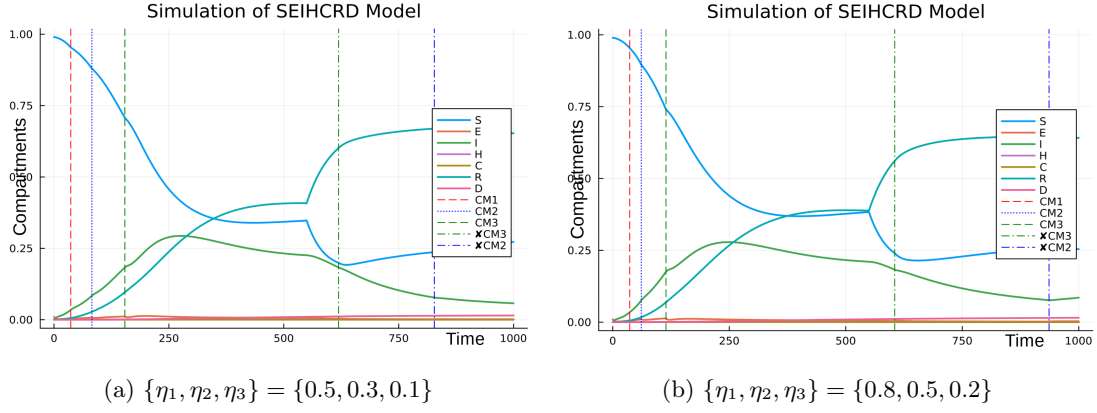 Simulation of SEIHCRD Model
1.00
0.75
0.50
0.25
0.00
Compartments
0
250
500
750
1000
Time
S
E
I
H
C
R
D
CM1
CM2
CM3
✘CM3
✘CM2
(a) {η₁, η₂, η₃} = {0.5, 0.3, 0.1}
Simulation of SEIHCRD Model
1.00
0.75
0.50
0.25
0.00
Compartments
0
250
500
750
1000
Time
S
E
I
H
C
R
D
CM1
CM2
CM3
✘CM3
✘CM2
(b) {η₁, η₂, η₃} = {0.8, 0.5, 0.2}